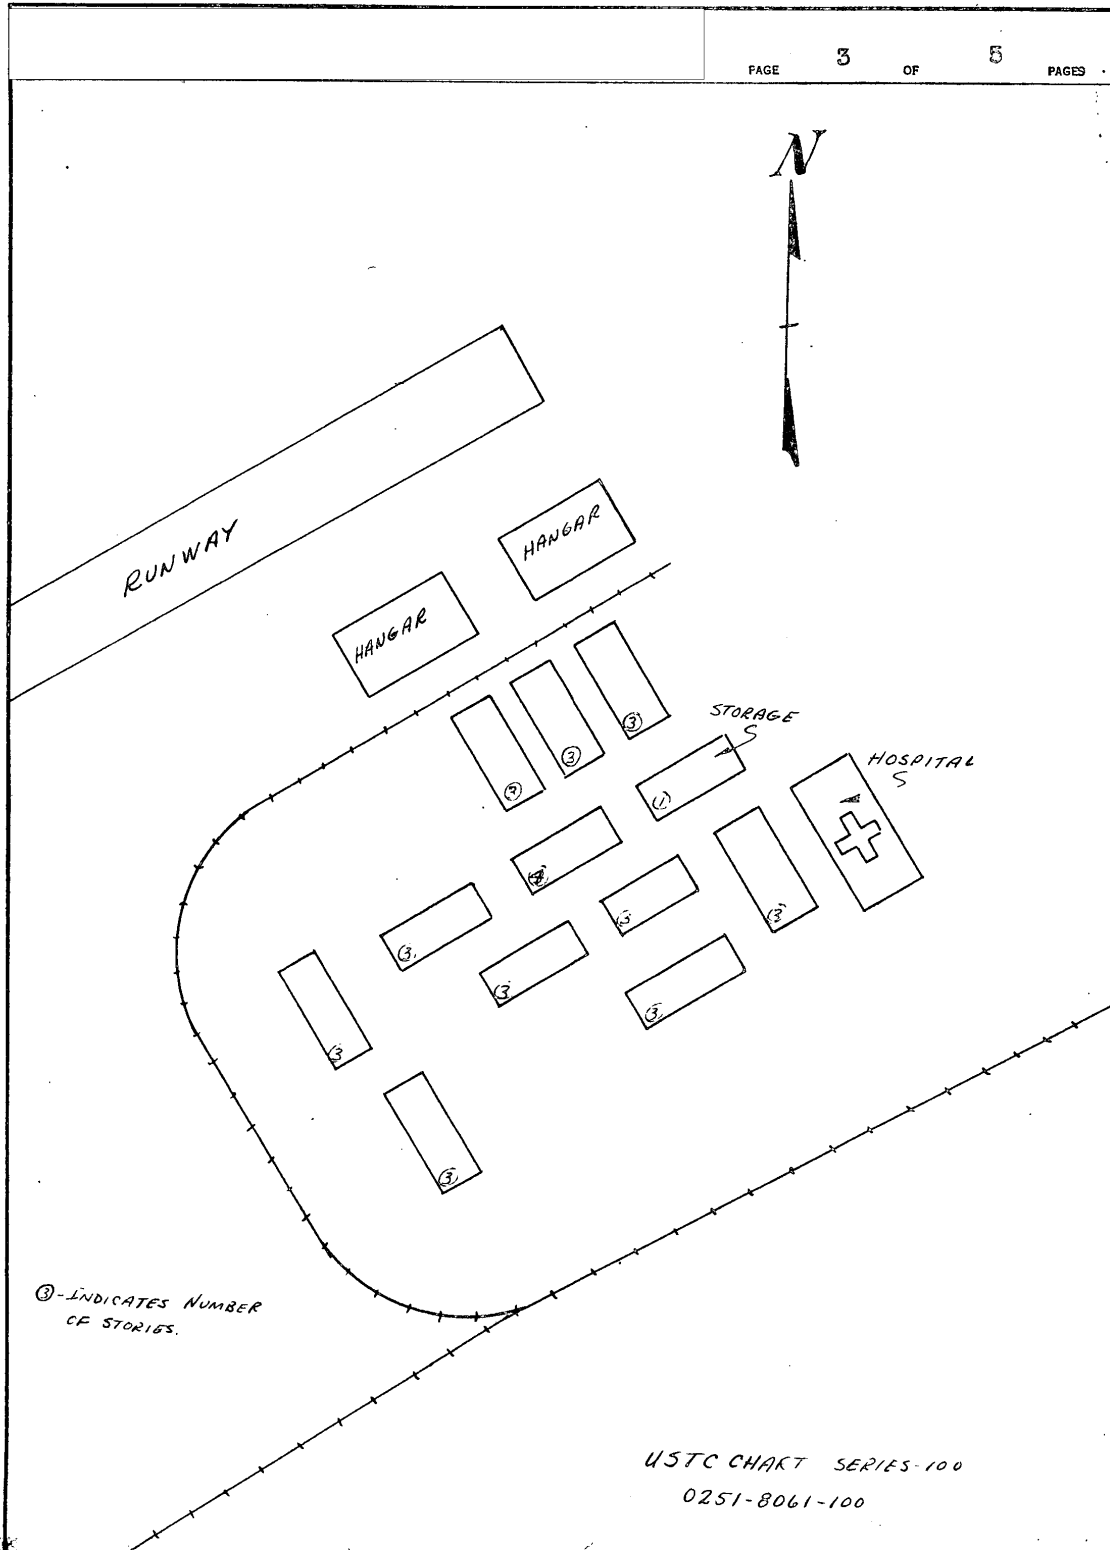 PAGE 3 OF 5 PAGES
N
RUNWAY
HANGAR
HANGAR
STORAGE
HOSPITAL
③
③
③
①
③
③
③
③
③
③
③
③-INDICATES NUMBER
OF STORIES.
USTC CHART SERIES-100
0251-8061-100